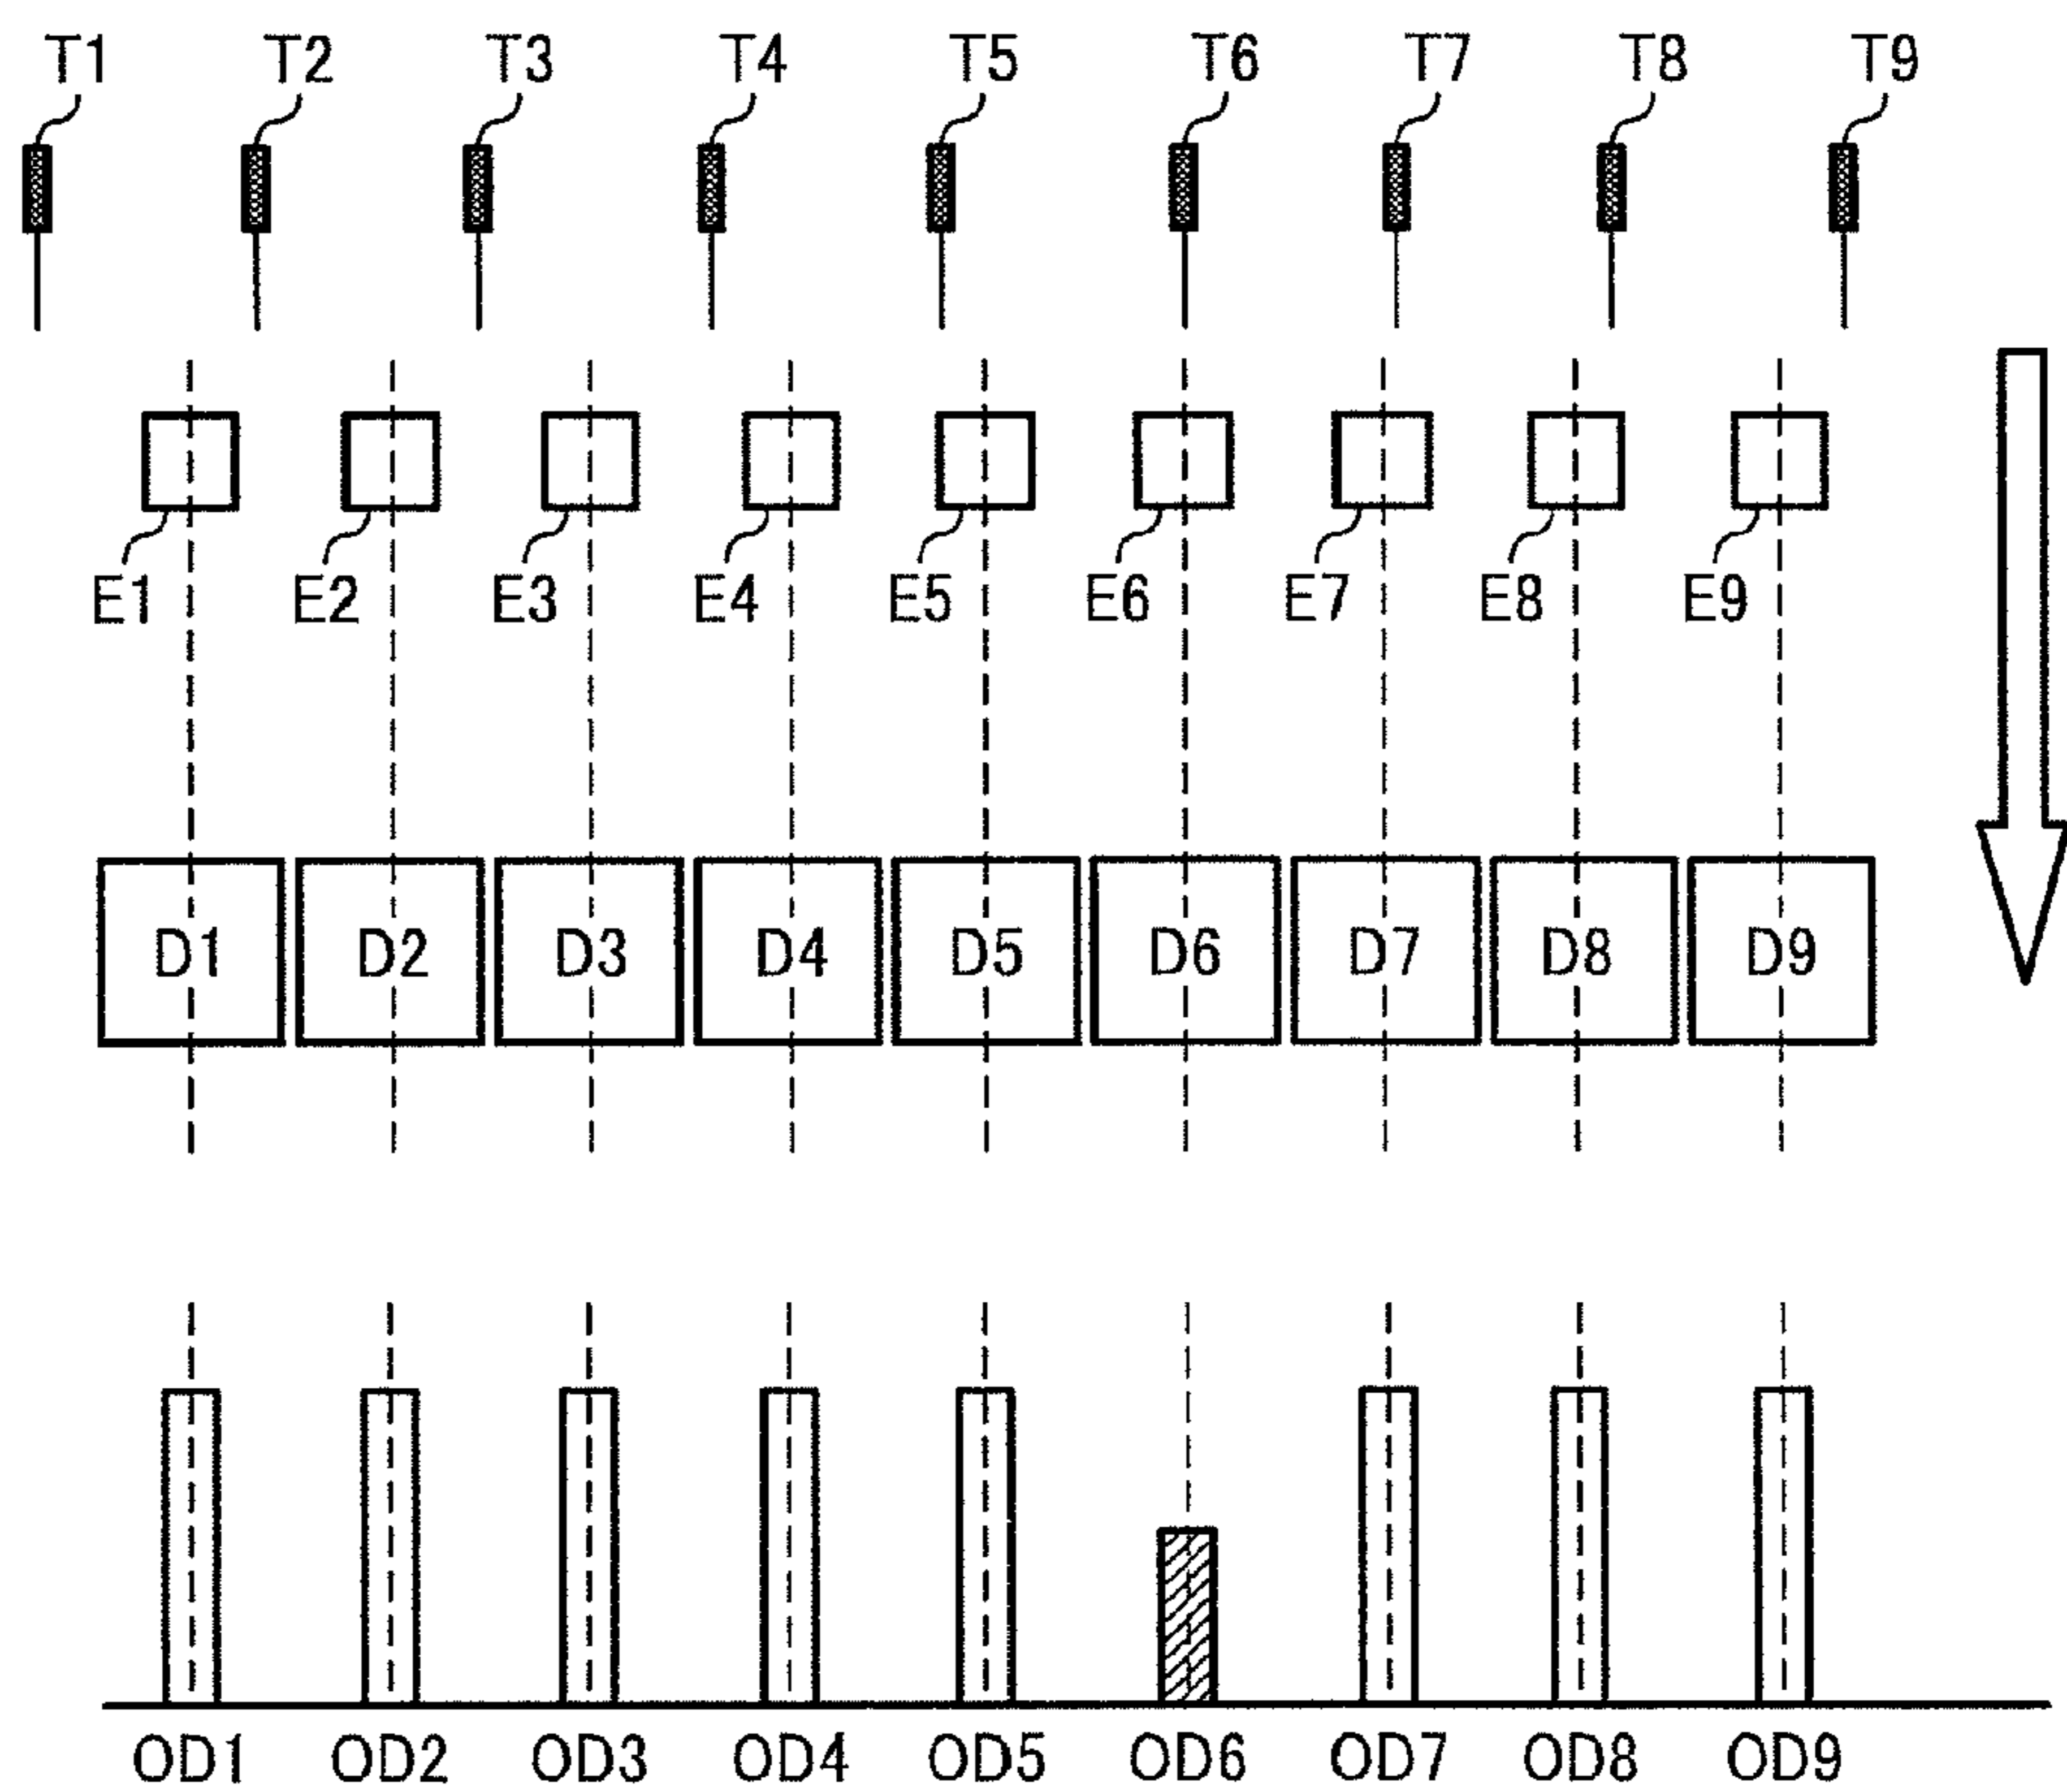 T1 T2 T3 T4 T5 T6 T7 T8 T9
E1 E2 E3 E4 E5 E6 E7 E8 E9
D1 D2 D3 D4 D5 D6 D7 D8 D9
OD1 OD2 OD3 OD4 OD5 OD6 OD7 OD8 OD9